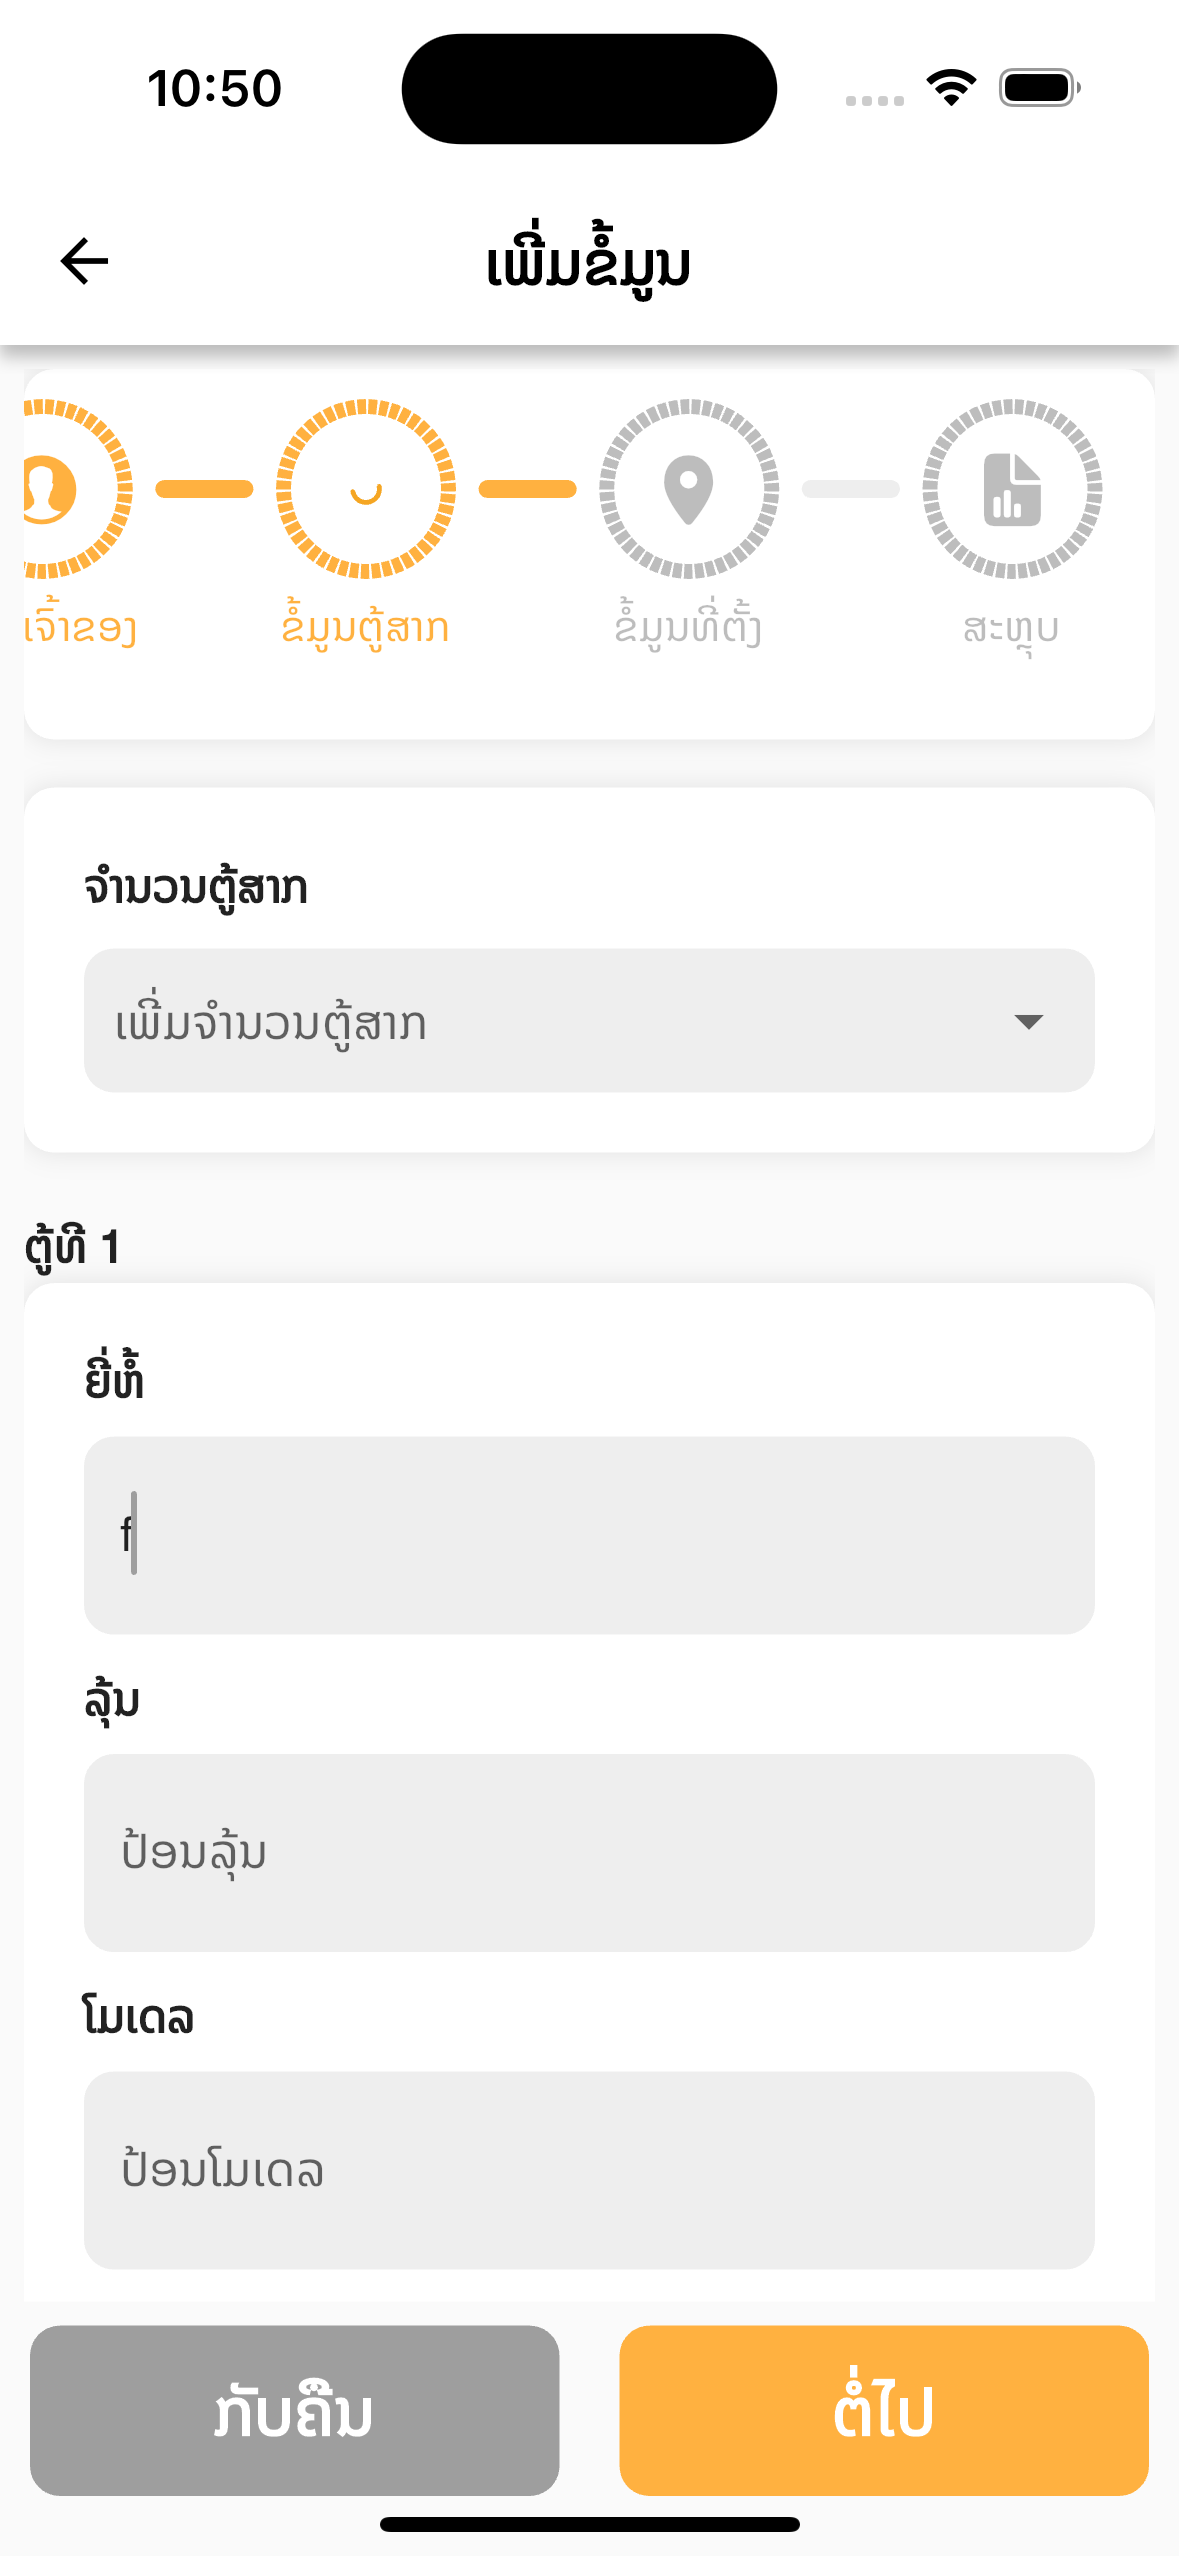 10:50
ເພີ່ມຂໍ້ມູນ
ເຈົ້າຂອງ
ຂໍ້ມູນຕູ້ສາກ
ຂໍ້ມູນທີ່ຕັ້ງ
ສະຫຼຸບ
ຈຳນວນຕູ້ສາກ
ເພີ່ມຈຳນວນຕູ້ສາກ
ຕູ້ທີ 1
ຍີ່ຫໍ້
f
ລຸ້ນ
ປ້ອນລຸ້ນ
ໂມເດລ
ປ້ອນໂມເດລ
ກັບຄືນ
ຕໍ່ໄປ